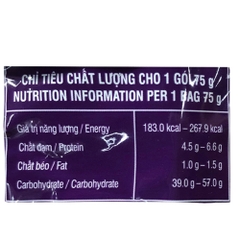 CHỈ TIÊU CHẤT LƯỢNG CHO 1 GÓI 75 g
NUTRITION INFORMATION PER 1 BAG 75 g
Giá trị năng lượng / Energy 183.0 kcal - 267.9 kcal
Chất đạm / Protein 4.5 g - 6.6 g
Chất béo / Fat 1.0 g - 1.5 g
Carbohydrate / Carbohydrate 39.0 g - 57.0 g